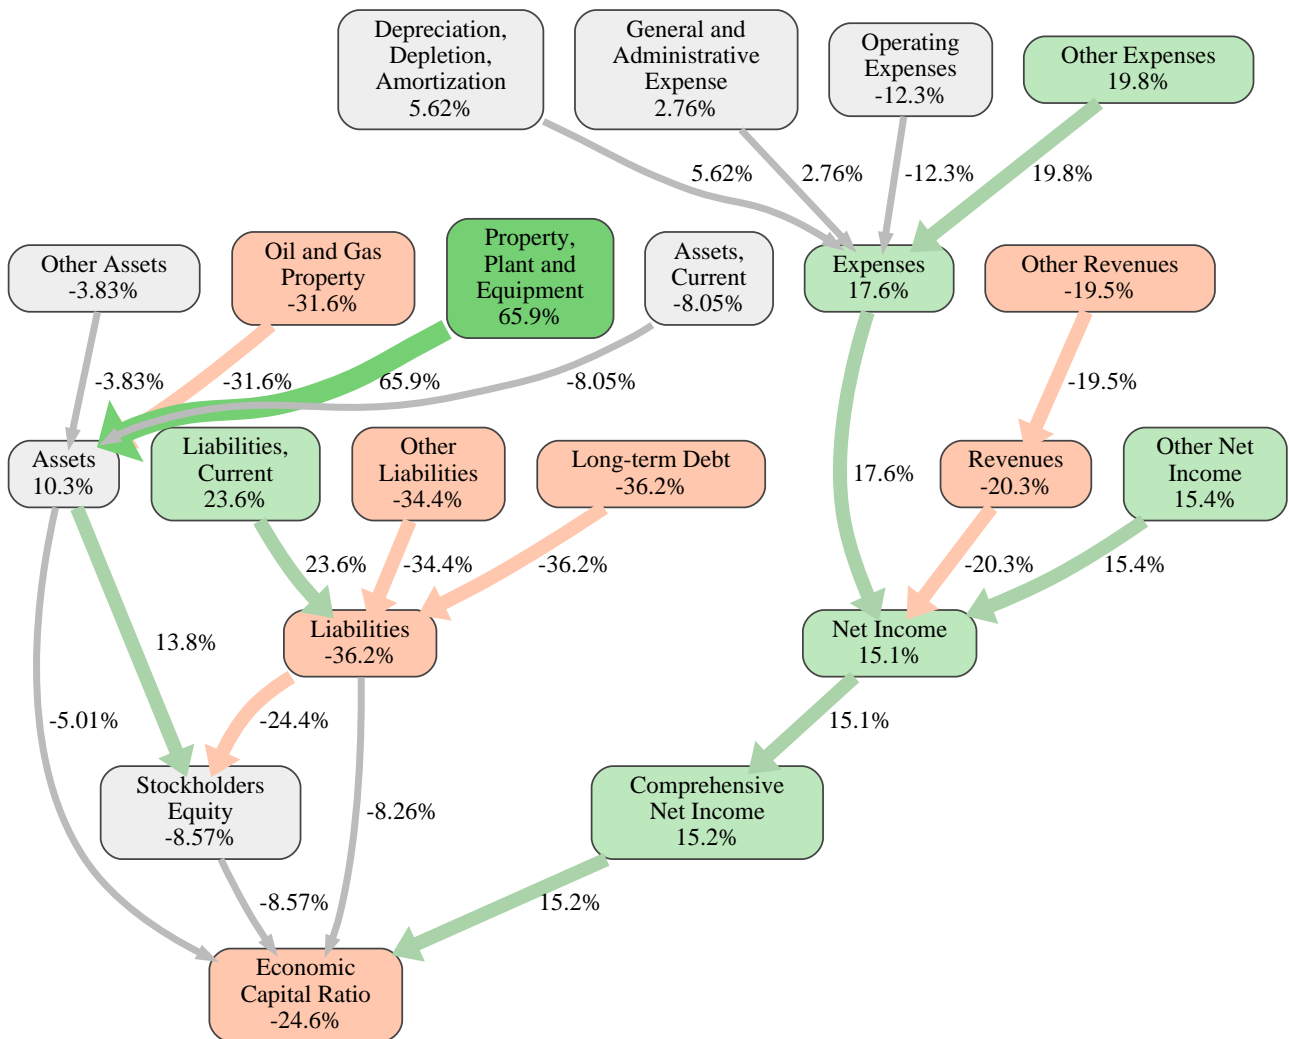 Depreciation,
Depletion,
Amortization
5.62%
General and
Administrative
Expense
2.76%
Operating
Expenses
-12.3%
Other Expenses
19.8%
5.62%
2.76%
-12.3%
19.8%
Other Assets
-3.83%
Oil and Gas
Property
-31.6%
Property,
Plant and
Equipment
65.9%
Assets,
Current
-8.05%
Expenses
17.6%
Other Revenues
-19.5%
-3.83%
-31.6%
65.9%
-8.05%
-19.5%
Assets
10.3%
Liabilities,
Current
23.6%
Other
Liabilities
-34.4%
Long-term Debt
-36.2%
17.6%
Revenues
-20.3%
Other Net
Income
15.4%
23.6%
-34.4%
-36.2%
-20.3%
15.4%
13.8%
Liabilities
-36.2%
Net Income
15.1%
-5.01%
-24.4%
15.1%
Stockholders
Equity
-8.57%
-8.26%
Comprehensive
Net Income
15.2%
-8.57%
15.2%
Economic
Capital Ratio
-24.6%